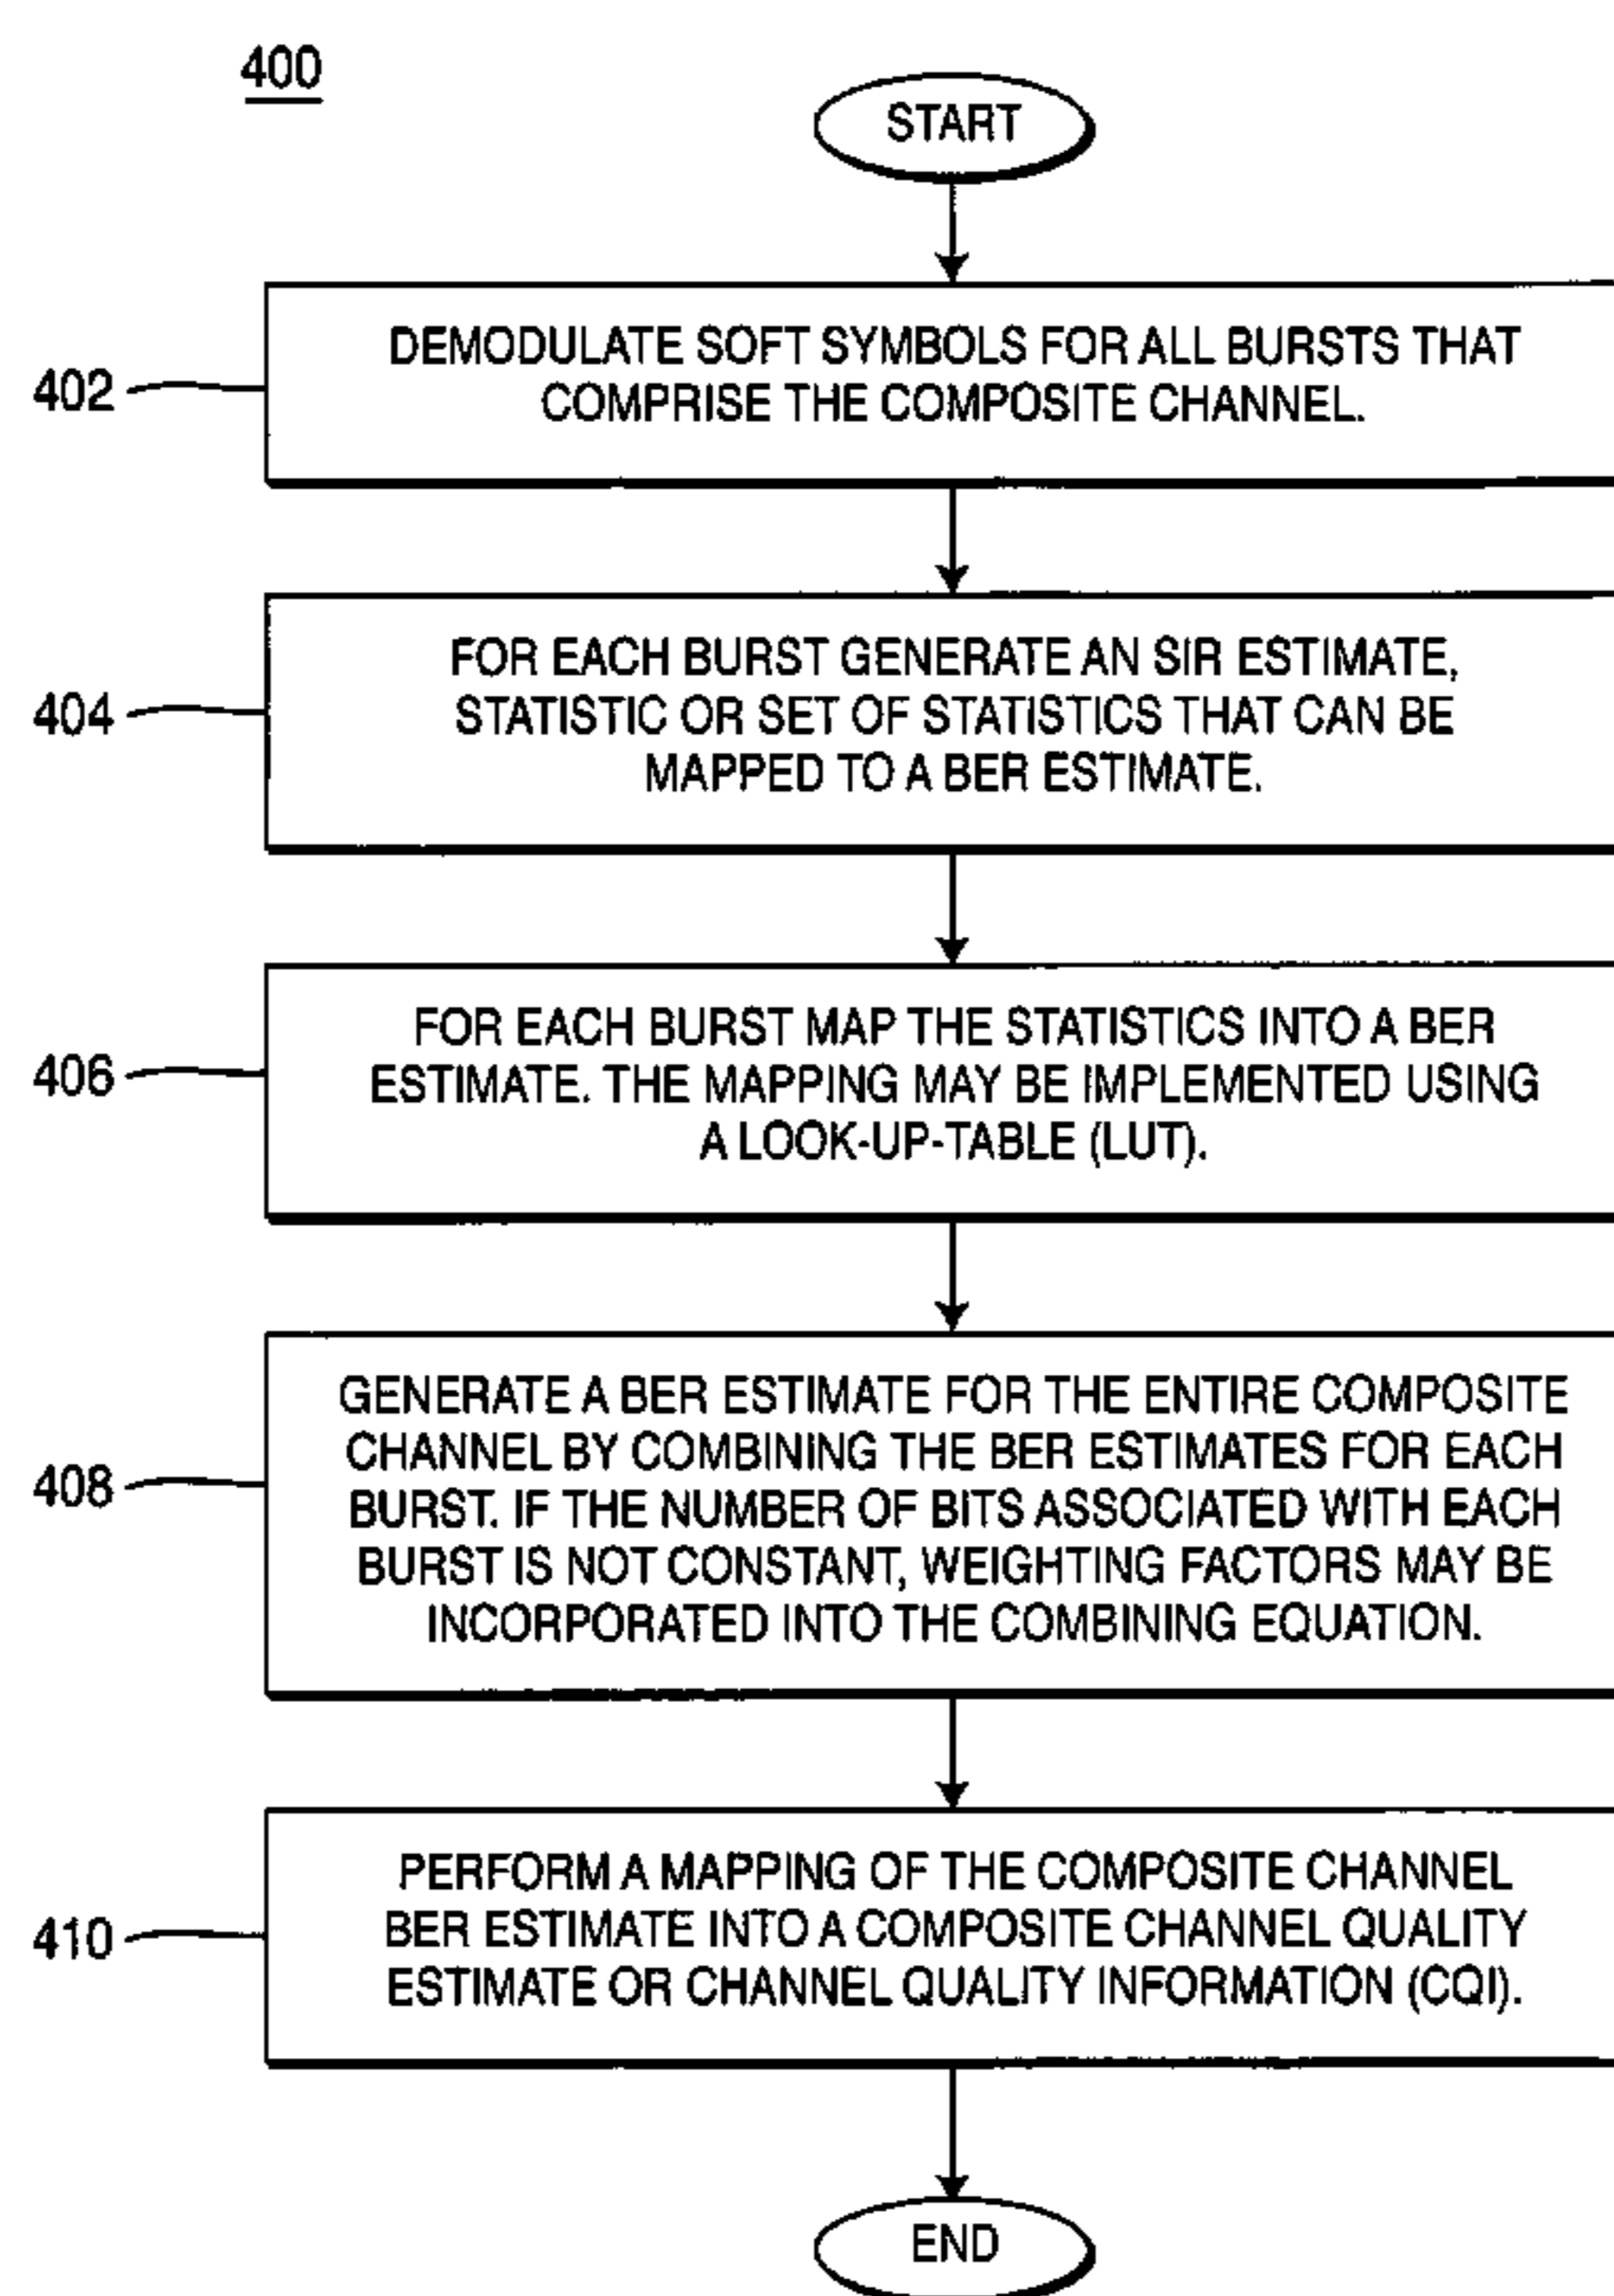 400
START
402
DEMODULATE SOFT SYMBOLS FOR ALL BURSTS THAT
COMPRISE THE COMPOSITE CHANNEL.
404
FOR EACH BURST GENERATE AN SIR ESTIMATE,
STATISTIC OR SET OF STATISTICS THAT CAN BE
MAPPED TO A BER ESTIMATE.
406
FOR EACH BURST MAP THE STATISTICS INTO A BER
ESTIMATE. THE MAPPING MAY BE IMPLEMENTED USING
A LOOK-UP-TABLE (LUT).
408
GENERATE A BER ESTIMATE FOR THE ENTIRE COMPOSITE
CHANNEL BY COMBINING THE BER ESTIMATES FOR EACH
BURST. IF THE NUMBER OF BITS ASSOCIATED WITH EACH
BURST IS NOT CONSTANT, WEIGHTING FACTORS MAY BE
INCORPORATED INTO THE COMBINING EQUATION.
410
PERFORM A MAPPING OF THE COMPOSITE CHANNEL
BER ESTIMATE INTO A COMPOSITE CHANNEL QUALITY
ESTIMATE OR CHANNEL QUALITY INFORMATION (CQI).
END